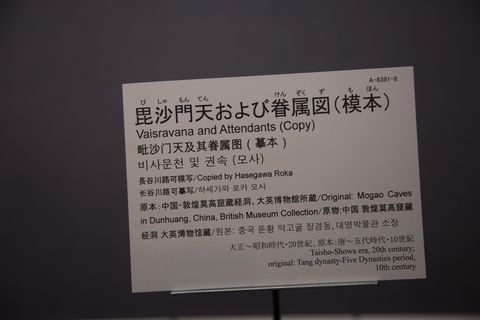 A-8391-8
びしゃもんてん けんぞくず もほん
毘沙門天および眷属図(模本)
Vaisravana and Attendants (Copy)
毗沙门天及其眷属图(摹本)
비사문천 및 권속 (모사)
長谷川路可模写/Copied by Hasegawa Roka
长谷川路可摹写/하세가와 로카 모사
原本:中国・敦煌莫高窟蔵経洞、大英博物館所蔵/Original: Mogao Caves
in Dunhuang, China, British Museum Collection/原物:中国 敦煌莫高窟
经洞 大英博物馆藏/원본: 중국 둔황 막고굴 장경동, 대영박물관 소장
大正~昭和時代・20世紀、原本:唐~五代時代・10世紀
Taisho-Showa era, 20th century;
original: Tang dynasty-Five Dynasties period,
10th century